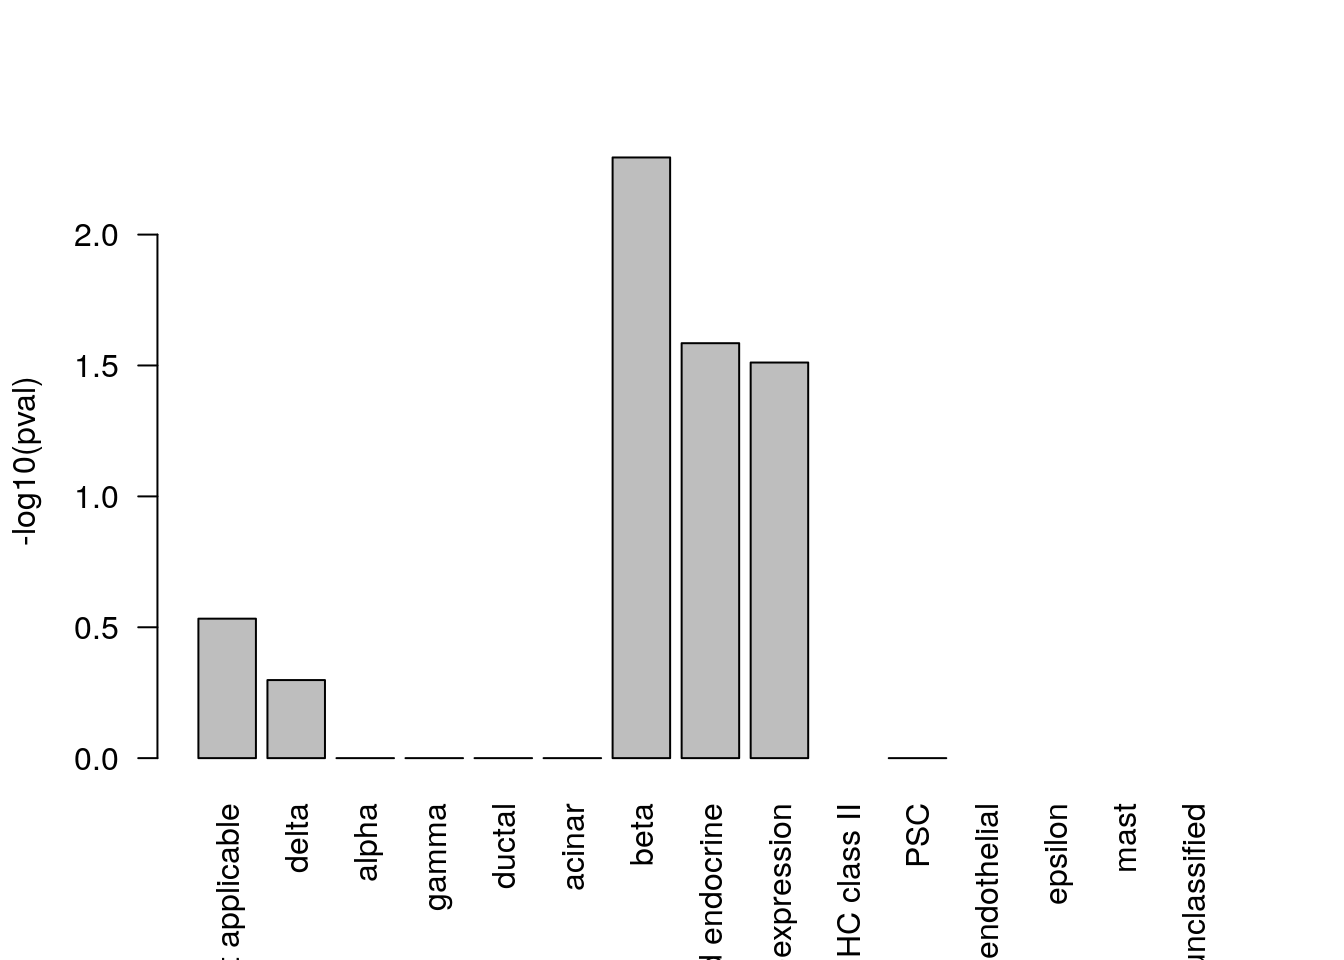 -log10(pval)
2.0
1.5
1.0
0.5
0.0
applicable
delta
alpha
gamma
ductal
acinar
beta
endocrine
expression
HC class II
PSC
endothelial
epsilon
mast
unclassified